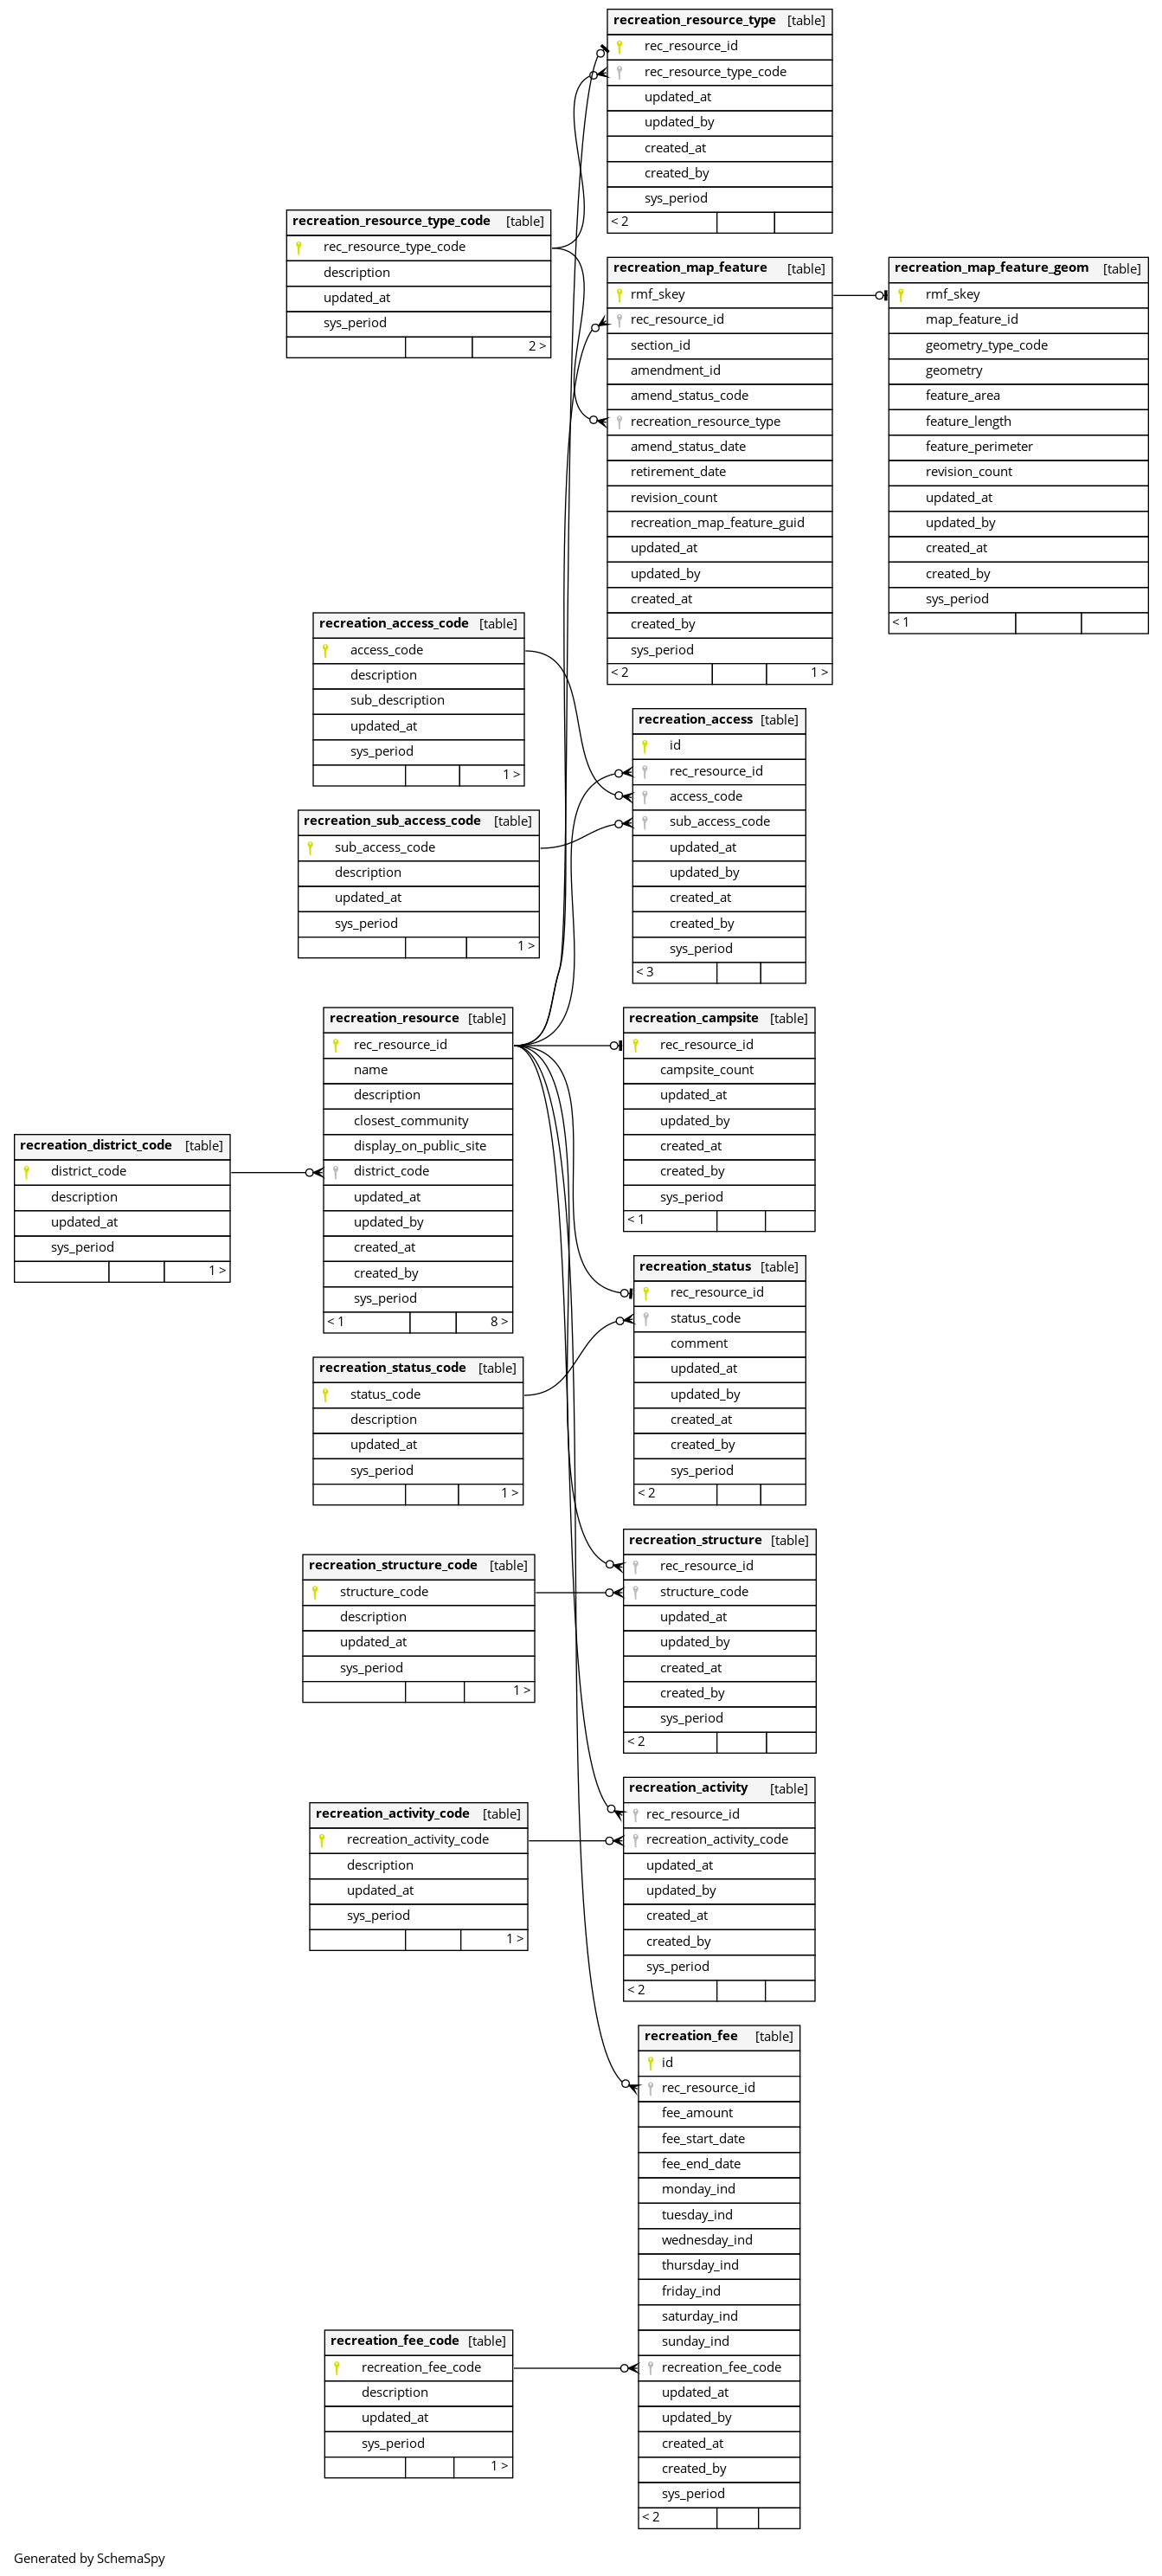 recreation_resource_type [table]
rec_resource_id
rec_resource_type_code
updated_at
updated_by
created_at
created_by
sys_period
< 2
recreation_resource_type_code [table]
rec_resource_type_code
description
updated_at
sys_period
2 >
recreation_map_feature [table]
rmf_skey
rec_resource_id
section_id
amendment_id
amend_status_code
recreation_resource_type
amend_status_date
retirement_date
revision_count
recreation_map_feature_guid
updated_at
updated_by
created_at
created_by
sys_period
< 2 1 >
recreation_map_feature_geom [table]
rmf_skey
map_feature_id
geometry_type_code
geometry
feature_area
feature_length
feature_perimeter
revision_count
updated_at
updated_by
created_at
created_by
sys_period
< 1
recreation_access_code [table]
access_code
description
sub_description
updated_at
sys_period
1 >
recreation_access [table]
id
rec_resource_id
access_code
sub_access_code
updated_at
updated_by
created_at
created_by
sys_period
< 3
recreation_sub_access_code [table]
sub_access_code
description
updated_at
sys_period
1 >
recreation_resource [table]
rec_resource_id
name
description
closest_community
display_on_public_site
district_code
updated_at
updated_by
created_at
created_by
sys_period
< 1 8 >
recreation_campsite [table]
rec_resource_id
campsite_count
updated_at
updated_by
created_at
created_by
sys_period
< 1
recreation_district_code [table]
district_code
description
updated_at
sys_period
1 >
recreation_status [table]
rec_resource_id
status_code
comment
updated_at
updated_by
created_at
created_by
sys_period
< 2
recreation_status_code [table]
status_code
description
updated_at
sys_period
1 >
recreation_structure [table]
rec_resource_id
structure_code
updated_at
updated_by
created_at
created_by
sys_period
< 2
recreation_structure_code [table]
structure_code
description
updated_at
sys_period
1 >
recreation_activity [table]
rec_resource_id
recreation_activity_code
updated_at
updated_by
created_at
created_by
sys_period
< 2
recreation_activity_code [table]
recreation_activity_code
description
updated_at
sys_period
1 >
recreation_fee [table]
id
rec_resource_id
fee_amount
fee_start_date
fee_end_date
monday_ind
tuesday_ind
wednesday_ind
thursday_ind
friday_ind
saturday_ind
sunday_ind
recreation_fee_code
updated_at
updated_by
created_at
created_by
sys_period
< 2
recreation_fee_code [table]
recreation_fee_code
description
updated_at
sys_period
1 >
Generated by SchemaSpy